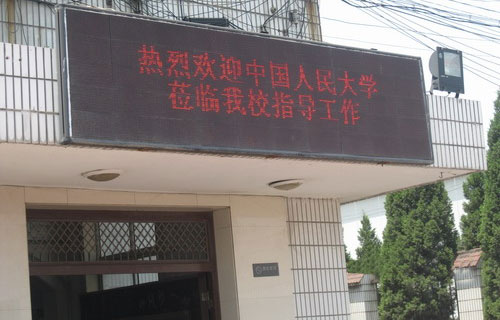 热烈欢迎中国人民大学
莅临我校指导工作